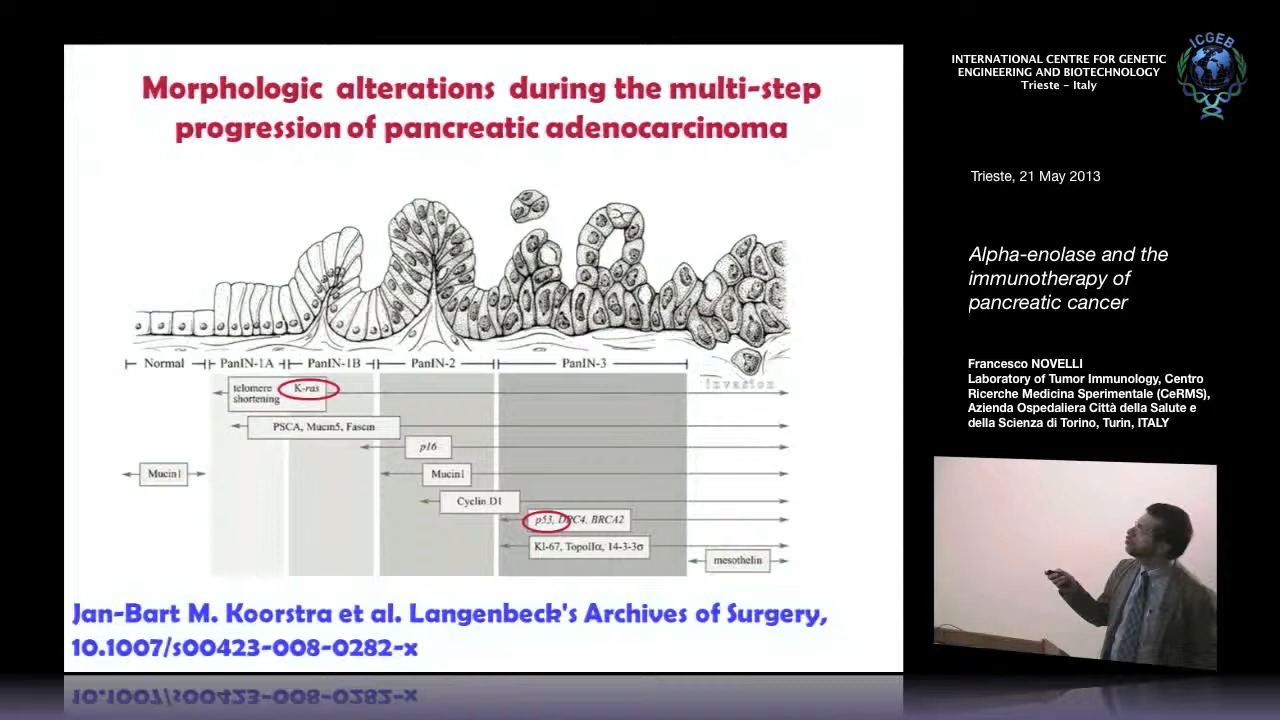 Morphologic alterations during the multi-step
progression of pancreatic adenocarcinoma
Normal PanIN-1A PanIN-1B PanIN-2 PanIN-3
invasion
telomere
shortening
K-ras
PSCA, Mucin5, Fascin
p16
Mucin1
Mucin1
Cyclin D1
p53, DPC4, BRCA2
KI-67, TopoIIα, 14-3-3σ
mesothelin
Jan-Bart M. Koorstra et al. Langenbeck's Archives of Surgery,
10.1007/s00423-008-0282-x
INTERNATIONAL CENTRE FOR GENETIC
ENGINEERING AND BIOTECHNOLOGY
Trieste - Italy
ICGEB
Trieste, 21 May 2013
Alpha-enolase and the
immunotherapy of
pancreatic cancer
Francesco NOVELLI
Laboratory of Tumor Immunology, Centro
Ricerche Medicina Sperimentale (CeRMS),
Azienda Ospedaliera Città della Salute e
della Scienza di Torino, Turin, ITALY